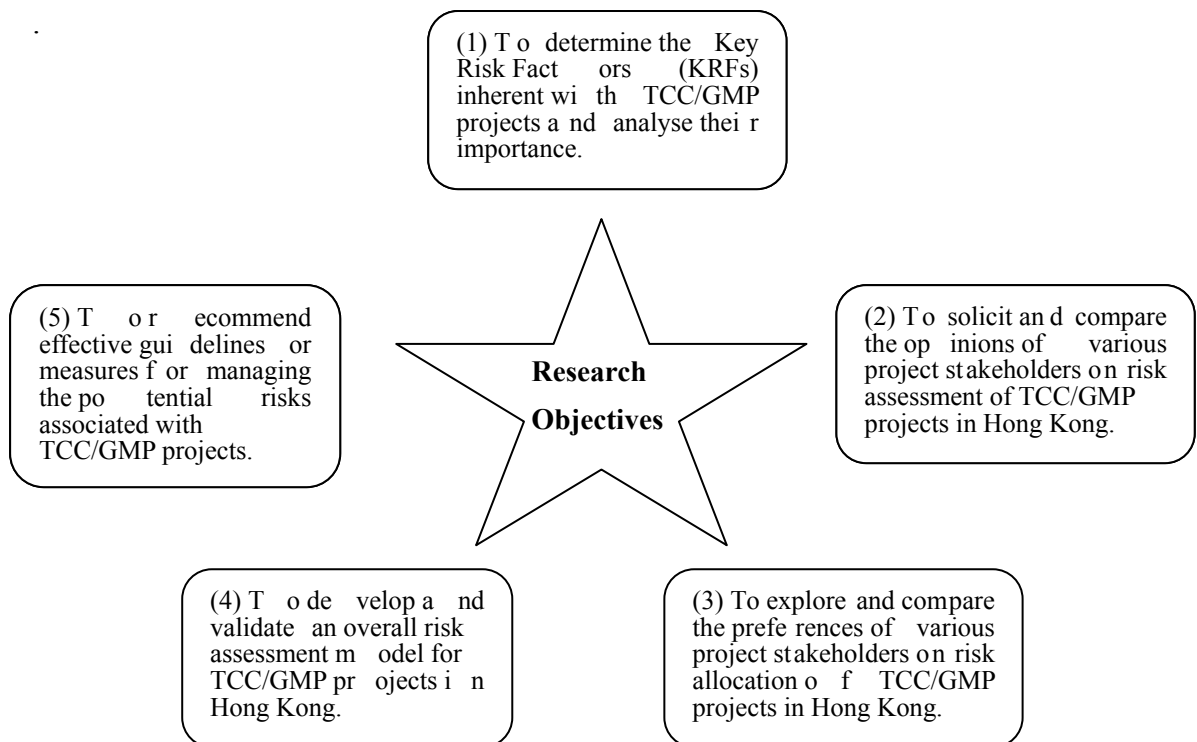 (1) To determine the Key
Risk Factors (KRFs)
inherent with TCC/GMP
projects and analyse their
importance.
(5) To recommend
effective guidelines or
measures for managing
the potential risks
associated with
TCC/GMP projects.
Research
Objectives
(2) To solicit and compare
the opinions of various
project stakeholders on risk
assessment of TCC/GMP
projects in Hong Kong.
(4) To develop and
validate an overall risk
assessment model for
TCC/GMP projects in
Hong Kong.
(3) To explore and compare
the preferences of various
project stakeholders on risk
allocation of TCC/GMP
projects in Hong Kong.